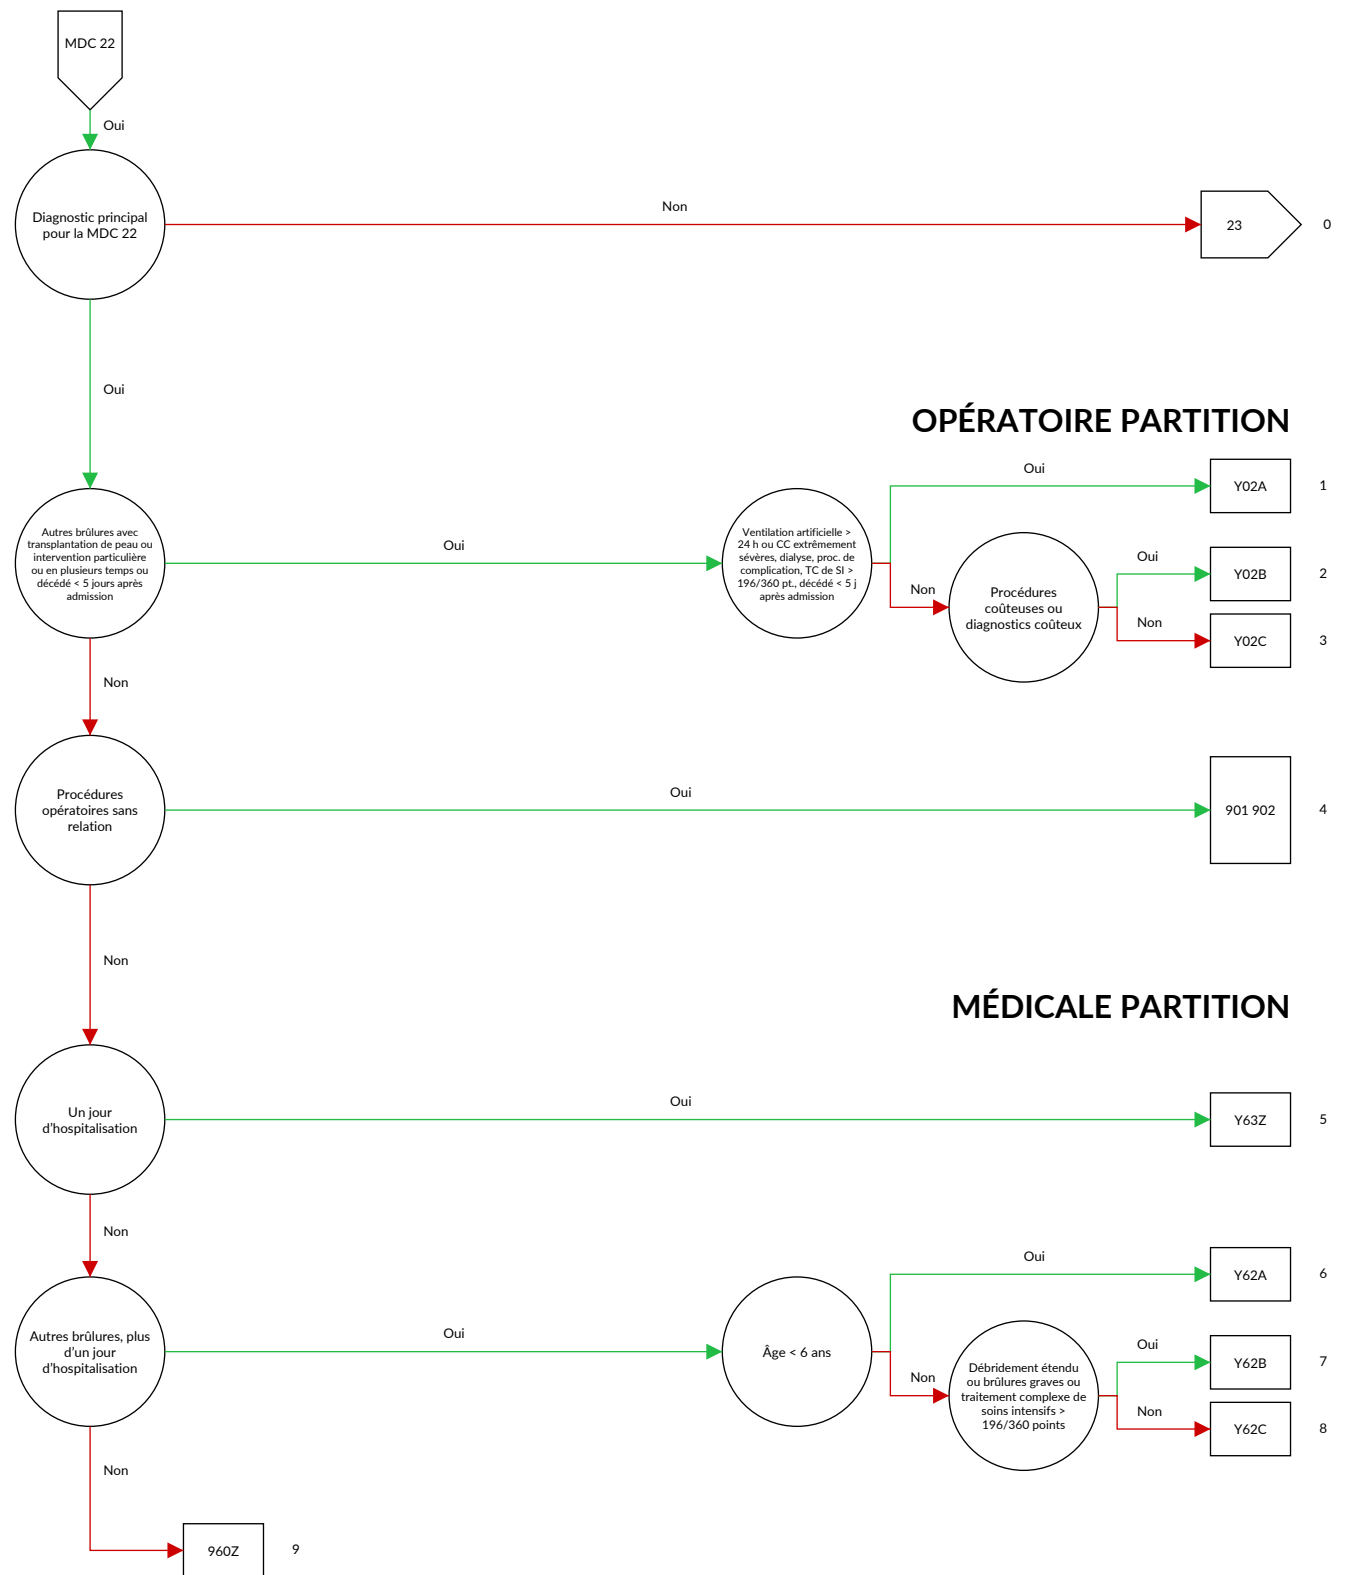 MDC 22
Oui
Diagnostic principal
pour la MDC 22
Non
23
0
Oui
OPÉRATOIRE PARTITION
Autres brûlures avec
transplantation de peau ou
intervention particulière
ou en plusieurs temps ou
décédé < 5 jours après
admission
Oui
Ventilation artificielle >
24 h ou CC extrêmement
sévères, dialyse, proc. de
complication, TC de SI >
196/360 pt., décédé < 5 j
après admission
Oui
Y02A
1
Non
Procédures
coûteuses ou
diagnostics coûteux
Oui
Y02B
2
Non
Y02C
3
Non
Procédures
opératoires sans
relation
Oui
901 902
4
Non
MÉDICALE PARTITION
Un jour
d'hospitalisation
Oui
Y63Z
5
Non
Autres brûlures, plus
d'un jour
d'hospitalisation
Oui
Âge < 6 ans
Oui
Y62A
6
Non
Débridement étendu
ou brûlures graves ou
traitement complexe de
soins intensifs >
196/360 points
Oui
Y62B
7
Non
Y62C
8
Non
960Z
9